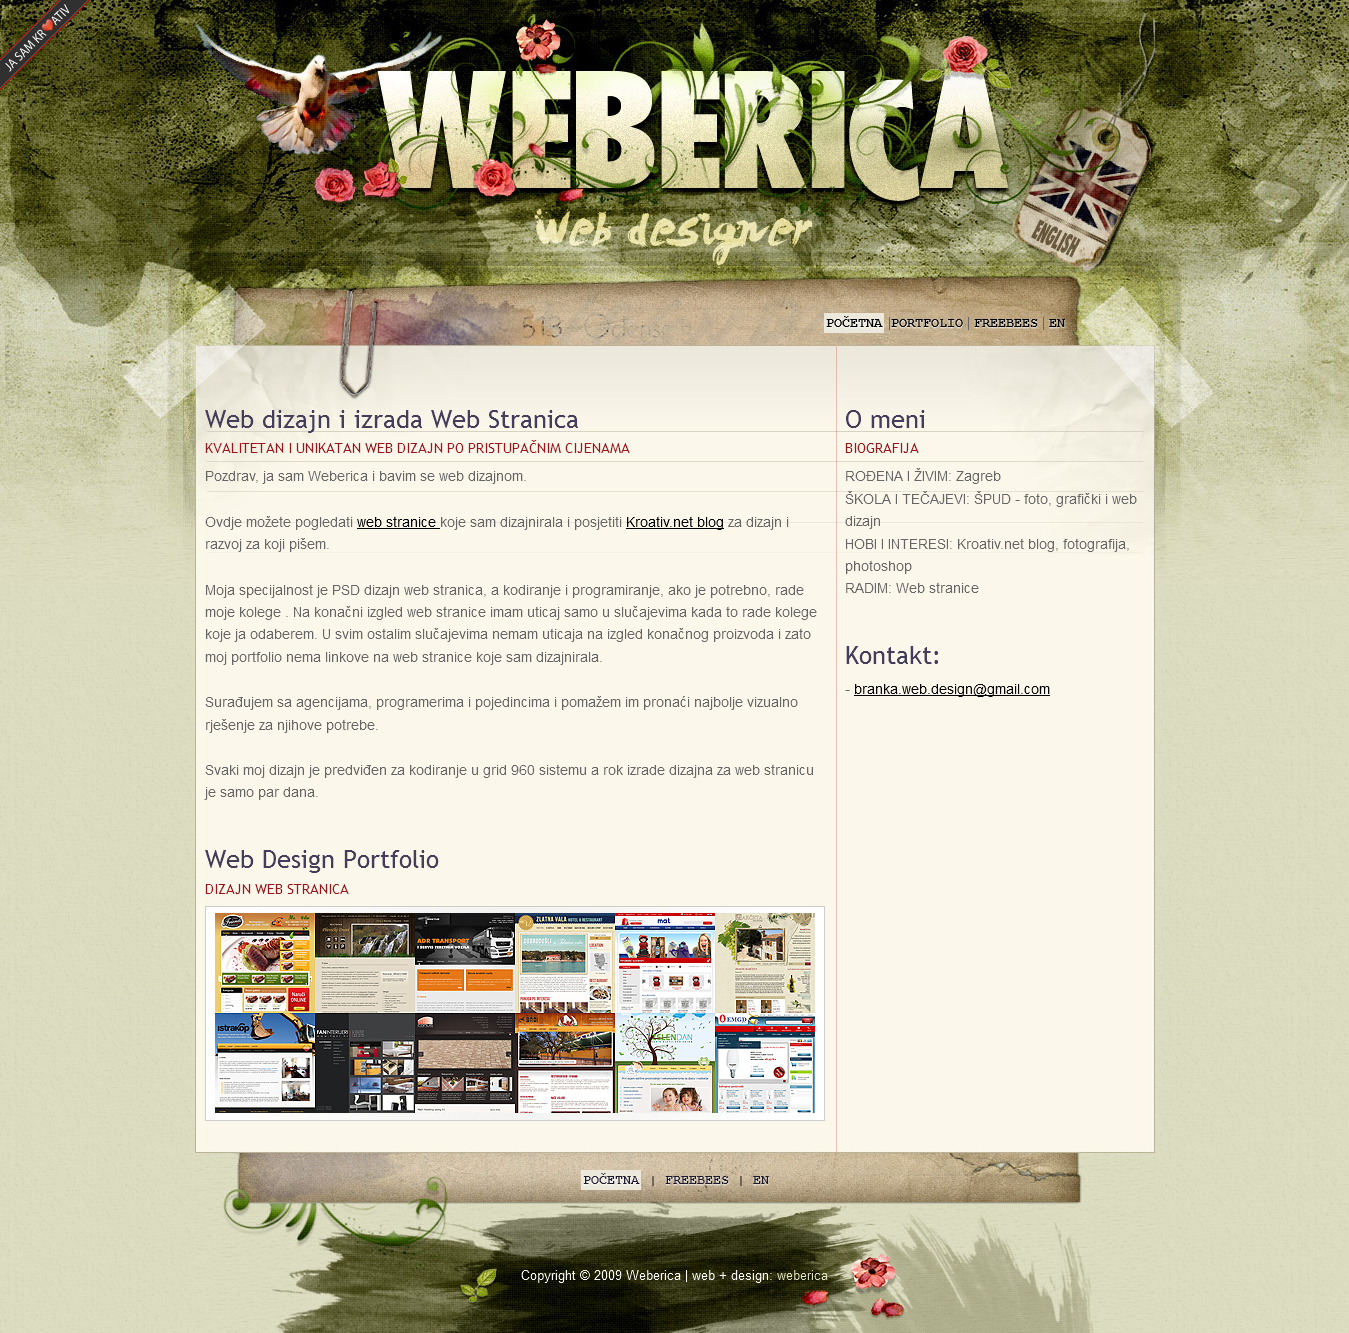 JA SAM KR ATIV
WEBERICA
Web designer
ENGLISH
513 Odense
POČETNA | PORTFOLIO | FREEBEES | EN
Web dizajn i izrada Web Stranica
KVALITETAN I UNIKATAN WEB DIZAJN PO PRISTUPAČNIM CIJENAMA
Pozdrav, ja sam Weberica i bavim se web dizajnom.
Ovdje možete pogledati web stranice koje sam dizajnirala i posjetiti Kroativ.net blog za dizajn i
razvoj za koji pišem.
Moja specijalnost je PSD dizajn web stranica, a kodiranje i programiranje, ako je potrebno, rade
moje kolege . Na konačni izgled web stranice imam uticaj samo u slučajevima kada to rade kolege
koje ja odaberem. U svim ostalim slučajevima nemam uticaja na izgled konačnog proizvoda i zato
moj portfolio nema linkove na web stranice koje sam dizajnirala.
Surađujem sa agencijama, programerima i pojedincima i pomažem im pronaći najbolje vizualno
rješenje za njihove potrebe.
Svaki moj dizajn je predviđen za kodiranje u grid 960 sistemu a rok izrade dizajna za web stranicu
je samo par dana.
O meni
BIOGRAFIJA
ROĐENA I ŽIVIM: Zagreb
ŠKOLA I TEČAJEVI: ŠPUD - foto, grafički i web
dizajn
HOBI I INTERESI: Kroativ.net blog, fotografija,
photoshop
RADIM: Web stranice
Kontakt:
- branka.web.design@gmail.com
Web Design Portfolio
DIZAJN WEB STRANICA
ADR TRANSPORT
ZLATNA VALA
mat
EMGD
POČETNA | FREEBEES | EN
Copyright © 2009 Weberica | web + design: weberica